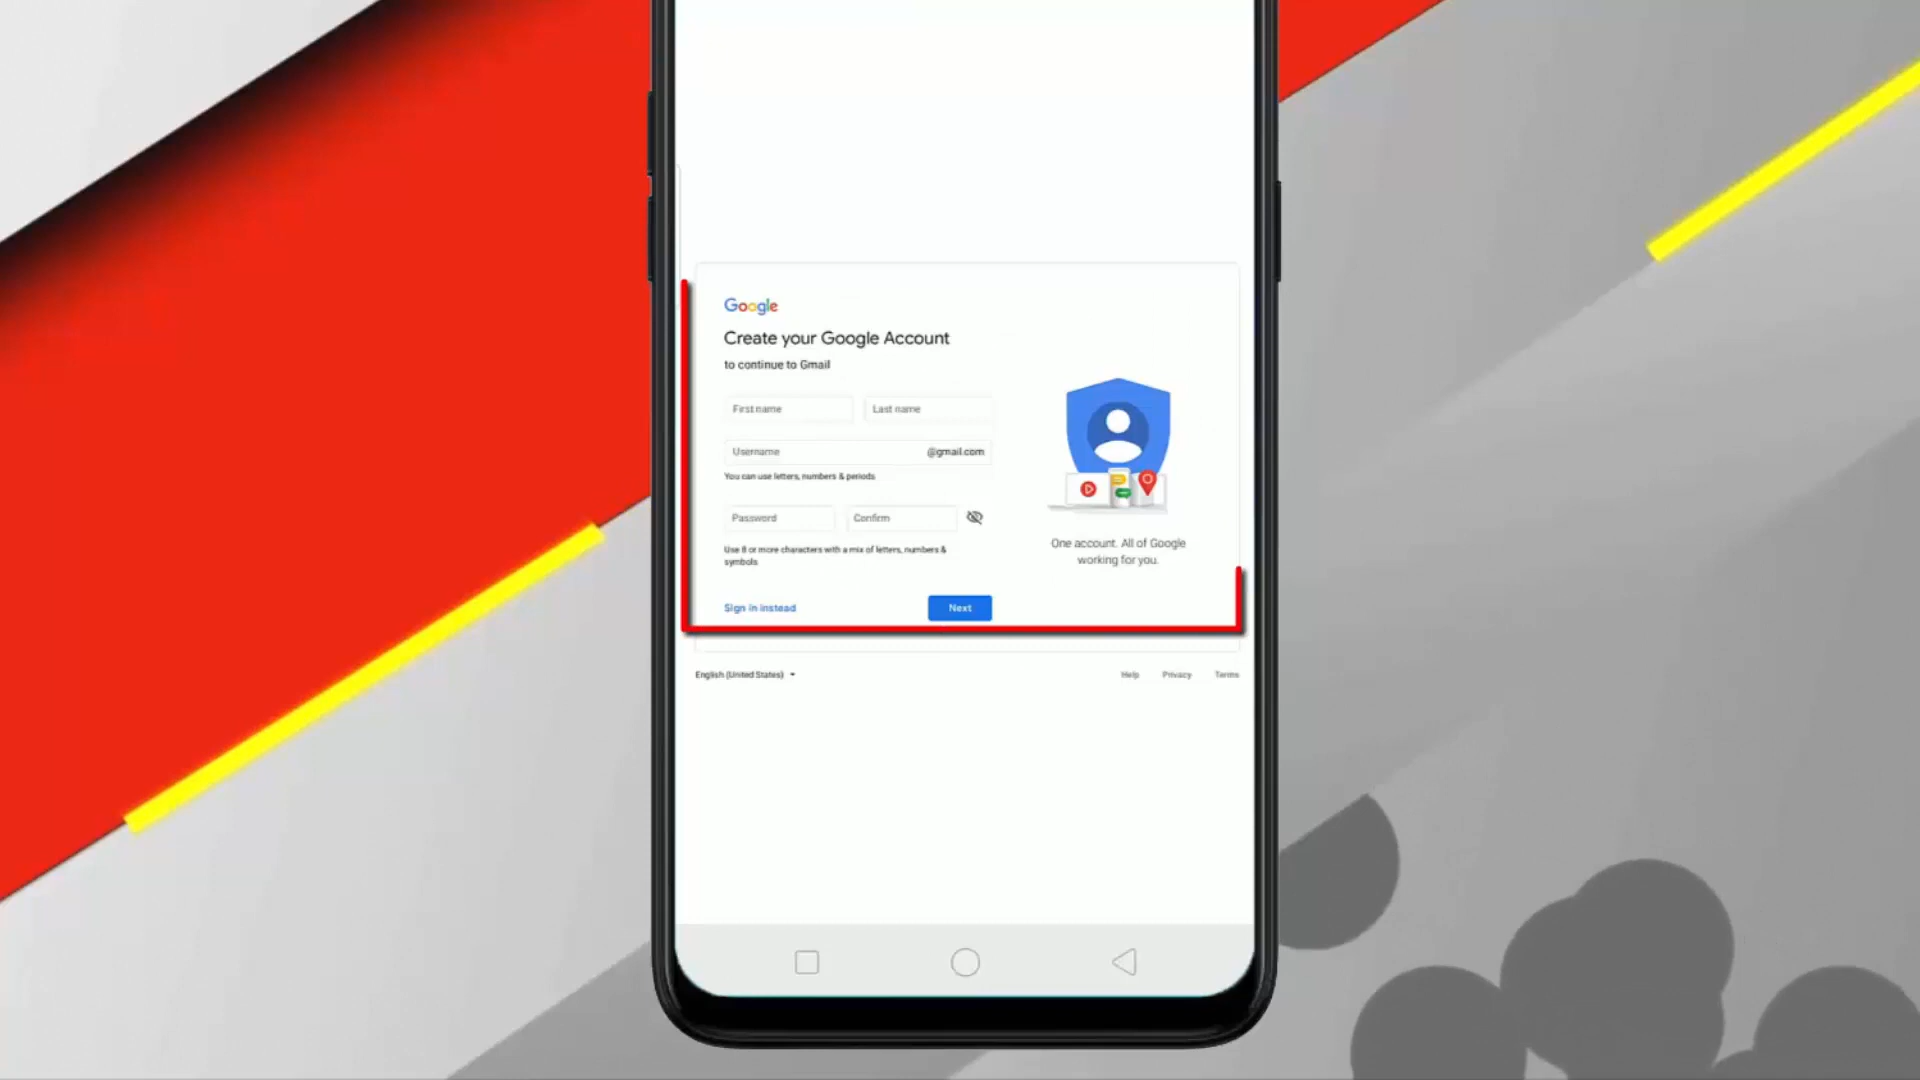 Google
Create your Google Account
to continue to Gmail
First name
Last name
Username
@gmail.com
You can use letters, numbers & periods
Password
Confirm
Use 8 or more characters with a mix of letters, numbers &
symbols
One account. All of Google
working for you.
Sign in instead
Next
English (United States)
Help
Privacy
Terms